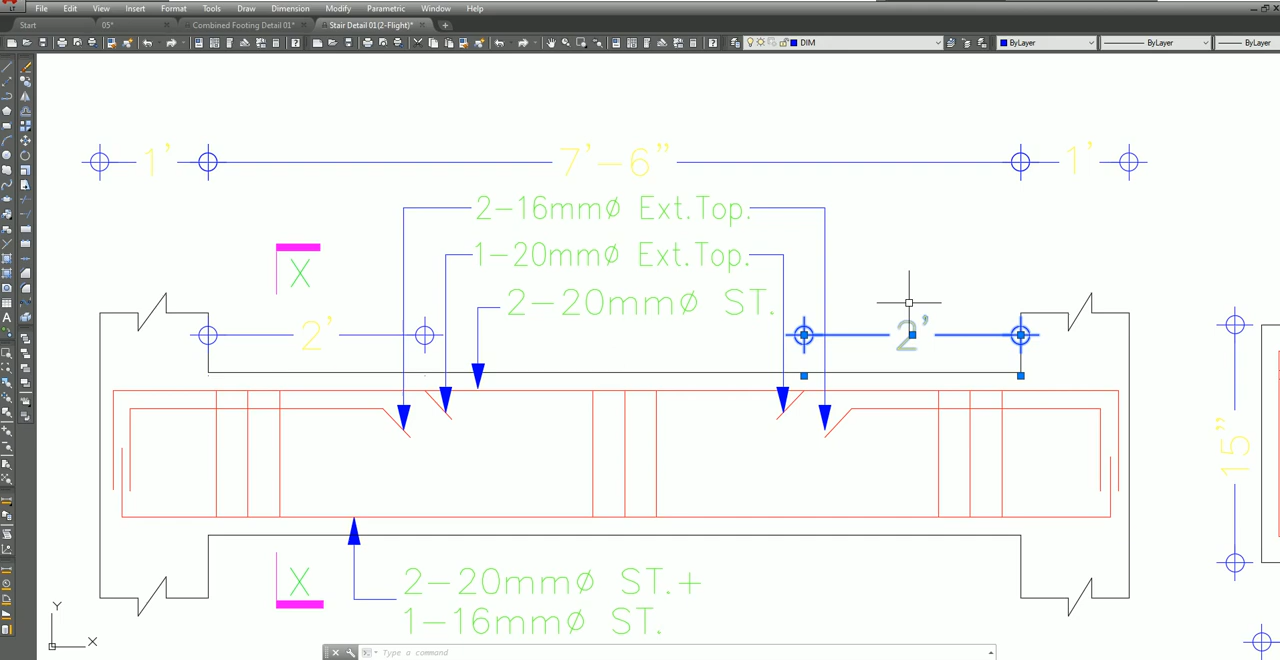 File Edit View Insert Format Tools Draw Dimension Modify Parametric Window Help
Start 05* Combined Footing Detail 01* Stair Detail 01(2-Flight)*
DIM ByLayer ByLayer ByLayer
1' 7'-6" 1'
2-16mmø Ext.Top.
X 1-20mmø Ext.Top.
2-20mmø ST.
2' 2'
15"
X 2-20mmø ST.+
1-16mmø ST.
Y
X
Type a command